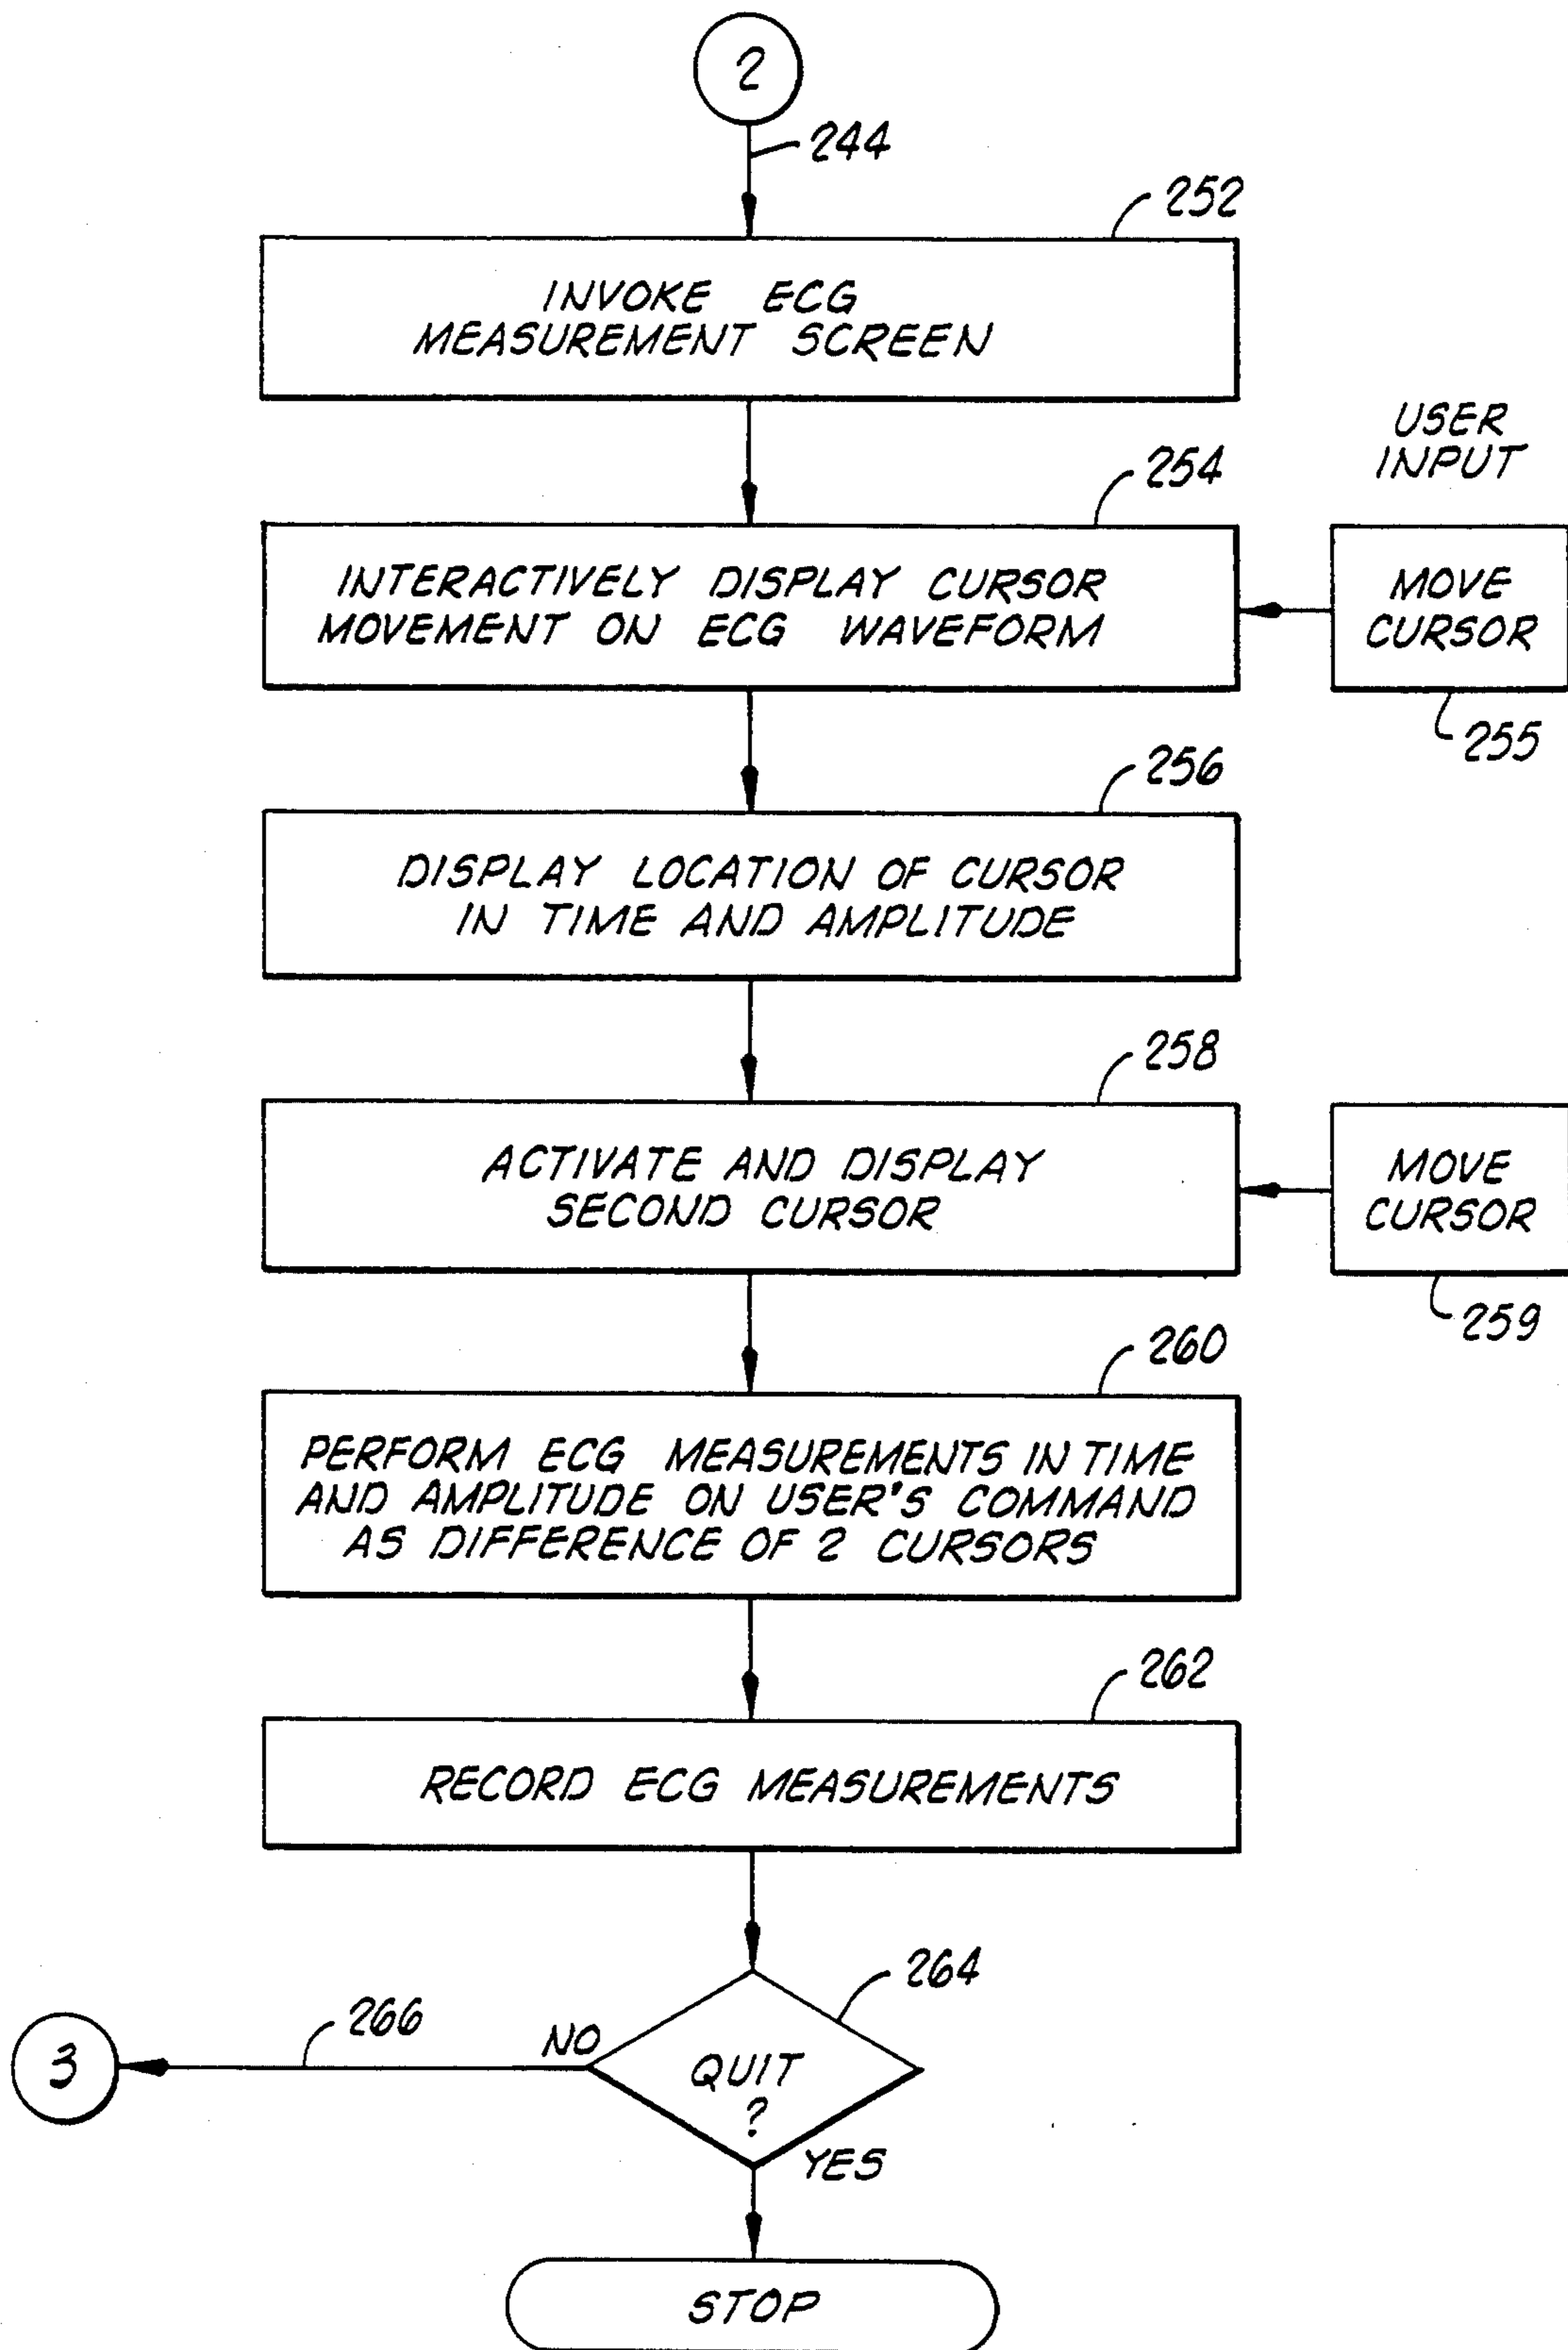 2
244
252
INVOKE ECG
MEASUREMENT SCREEN
USER
INPUT
254
INTERACTIVELY DISPLAY CURSOR
MOVEMENT ON ECG WAVEFORM
MOVE
CURSOR
255
256
DISPLAY LOCATION OF CURSOR
IN TIME AND AMPLITUDE
258
ACTIVATE AND DISPLAY
SECOND CURSOR
MOVE
CURSOR
259
260
PERFORM ECG MEASUREMENTS IN TIME
AND AMPLITUDE ON USER'S COMMAND
AS DIFFERENCE OF 2 CURSORS
262
RECORD ECG MEASUREMENTS
264
266
NO
3
QUIT
?
YES
STOP